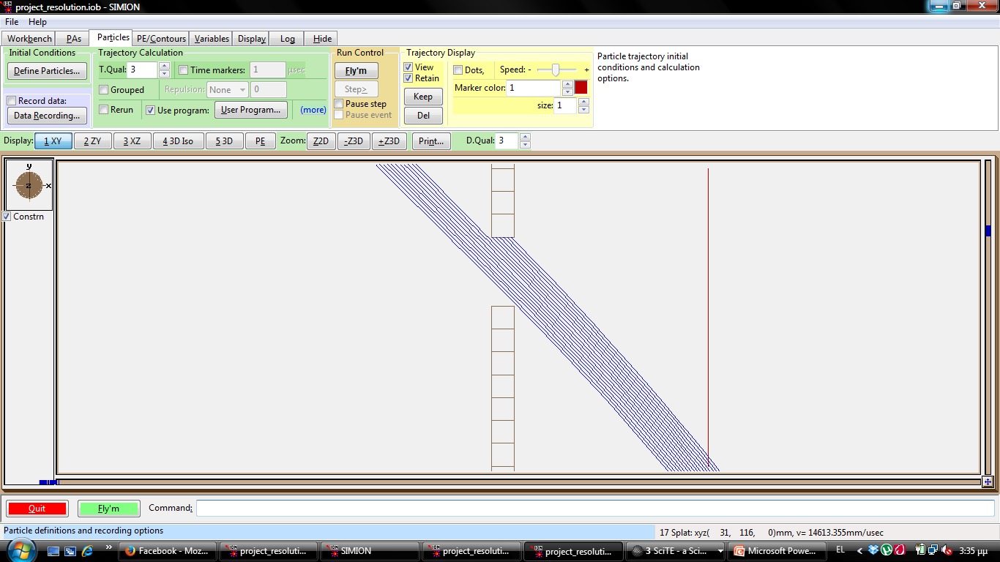 project_resolution.iob - SIMION
File Help
Workbench PAs Particles PE/Contours Variables Display Log Hide
Initial Conditions Trajectory Calculation Run Control Trajectory Display
Particle trajectory initial
conditions and calculation
options.
Define Particles... T.Qual: 3 Time markers: 1 µsec Fly'm View Dots, Speed: - +
Retain
Grouped Repulsion: None 0 Step> Marker color: 1
Record data: Keep
Pause step size: 1
Data Recording... Rerun Use program: User Program... (more) Pause event Del
Display: 1 XY 2 ZY 3 XZ 4 3D Iso 5 3D PE Zoom: Z2D -Z3D +Z3D Print... D.Qual: 3
y
z x
Constrn
Quit Fly'm Command:
Particle definitions and recording options 17 Splat: xyz( 31, 116, 0)mm, v= 14613.355mm/usec
Facebook - Moz... project_resoluti... SIMION project_resoluti... project_resoluti... 3 SciTE - a Sci... Microsoft Powe... EL 3:35 μμ